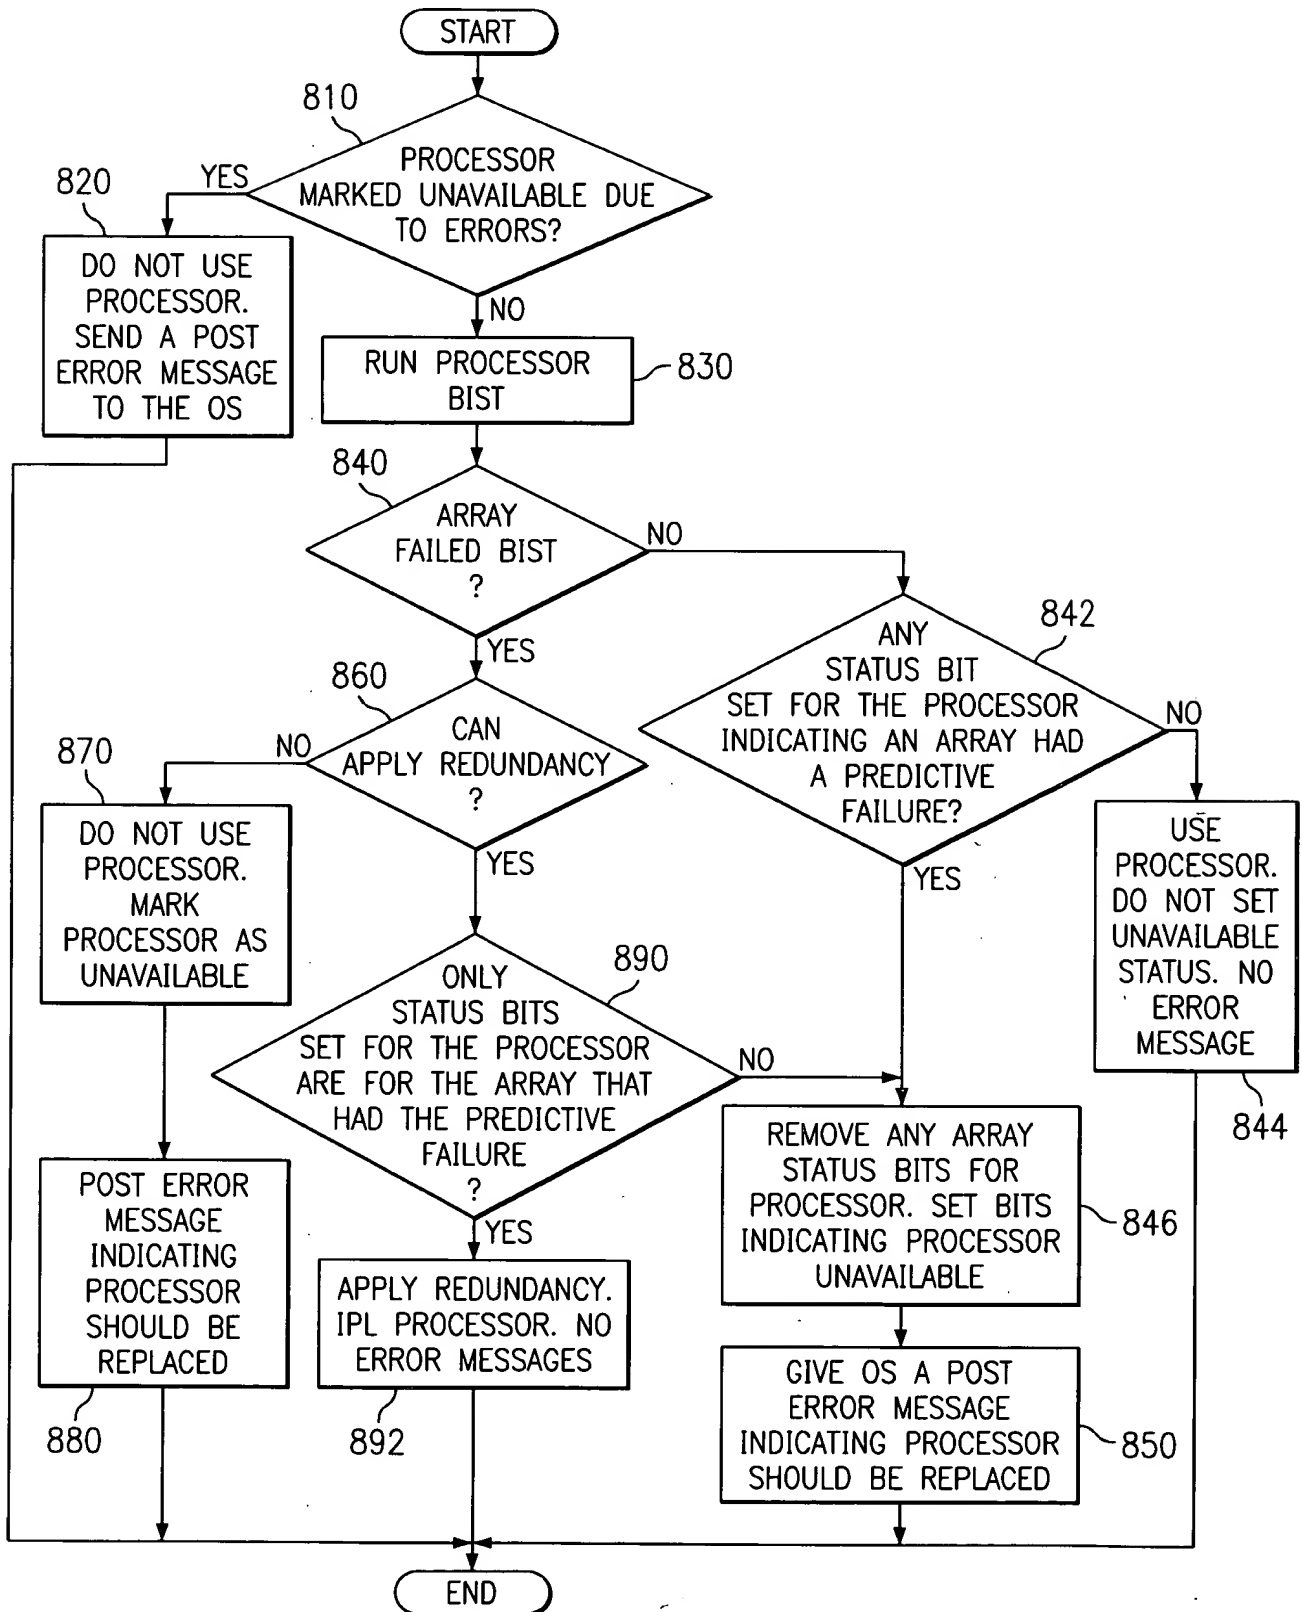 START
810
PROCESSOR
MARKED UNAVAILABLE DUE
TO ERRORS?
YES
820
DO NOT USE
PROCESSOR.
SEND A POST
ERROR MESSAGE
TO THE OS
NO
RUN PROCESSOR
BIST
830
840
ARRAY
FAILED BIST
?
NO
YES
842
ANY
STATUS BIT
SET FOR THE PROCESSOR
INDICATING AN ARRAY HAD
A PREDICTIVE
FAILURE?
NO
YES
860
CAN
APPLY REDUNDANCY
?
NO
YES
870
DO NOT USE
PROCESSOR.
MARK
PROCESSOR AS
UNAVAILABLE
USE
PROCESSOR.
DO NOT SET
UNAVAILABLE
STATUS. NO
ERROR
MESSAGE
844
890
ONLY
STATUS BITS
SET FOR THE PROCESSOR
ARE FOR THE ARRAY THAT
HAD THE PREDICTIVE
FAILURE
?
NO
YES
REMOVE ANY ARRAY
STATUS BITS FOR
PROCESSOR. SET BITS
INDICATING PROCESSOR
UNAVAILABLE
846
POST ERROR
MESSAGE
INDICATING
PROCESSOR
SHOULD BE
REPLACED
880
APPLY REDUNDANCY.
IPL PROCESSOR. NO
ERROR MESSAGES
892
GIVE OS A POST
ERROR MESSAGE
INDICATING PROCESSOR
SHOULD BE REPLACED
850
END